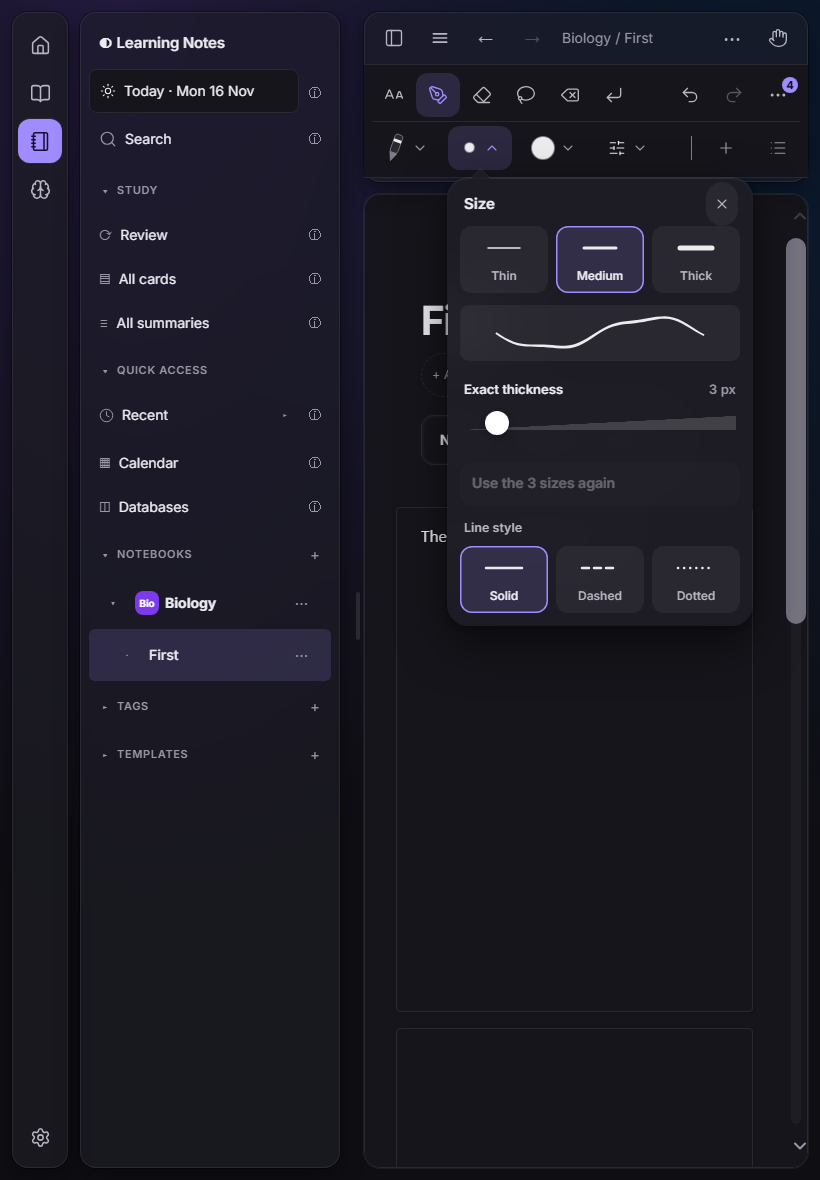 Learning Notes
Today · Mon 16 Nov
Search
STUDY
Review
All cards
All summaries
QUICK ACCESS
Recent
Calendar
Databases
NOTEBOOKS
Bio Biology
First
TAGS
TEMPLATES
Biology / First
AA
4
Size
Thin
Medium
Thick
Fi
+ A
Exact thickness
3 px
N
Use the 3 sizes again
The
Line style
Solid
Dashed
Dotted